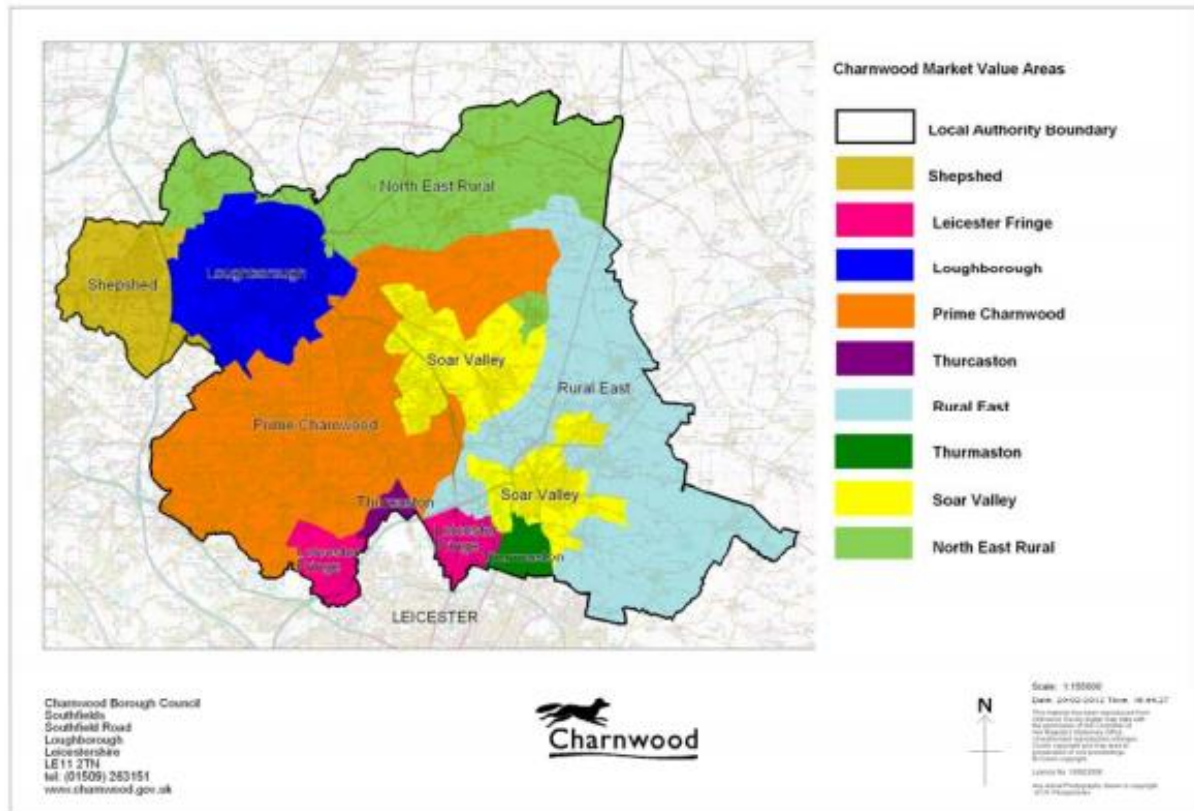 Charnwood Market Value Areas
Local Authority Boundary
Shepshed
Leicester Fringe
Loughborough
Prime Charnwood
Thurcaston
Rural East
Thurmaston
Soar Valley
North East Rural
North East Rural
Loughborough
Shepshed
Soar Valley
Rural East
Prime Charnwood
Thurcaston
Soar Valley
Leicester
Fringe
Thurmaston
Leicester
Fringe
LEICESTER
Charnwood Borough Council
Southfields
Southfield Road
Loughborough
Leicestershire
LE11 2TN
tel: (01509) 263151
www.charnwood.gov.uk
Charnwood
N
Scale: